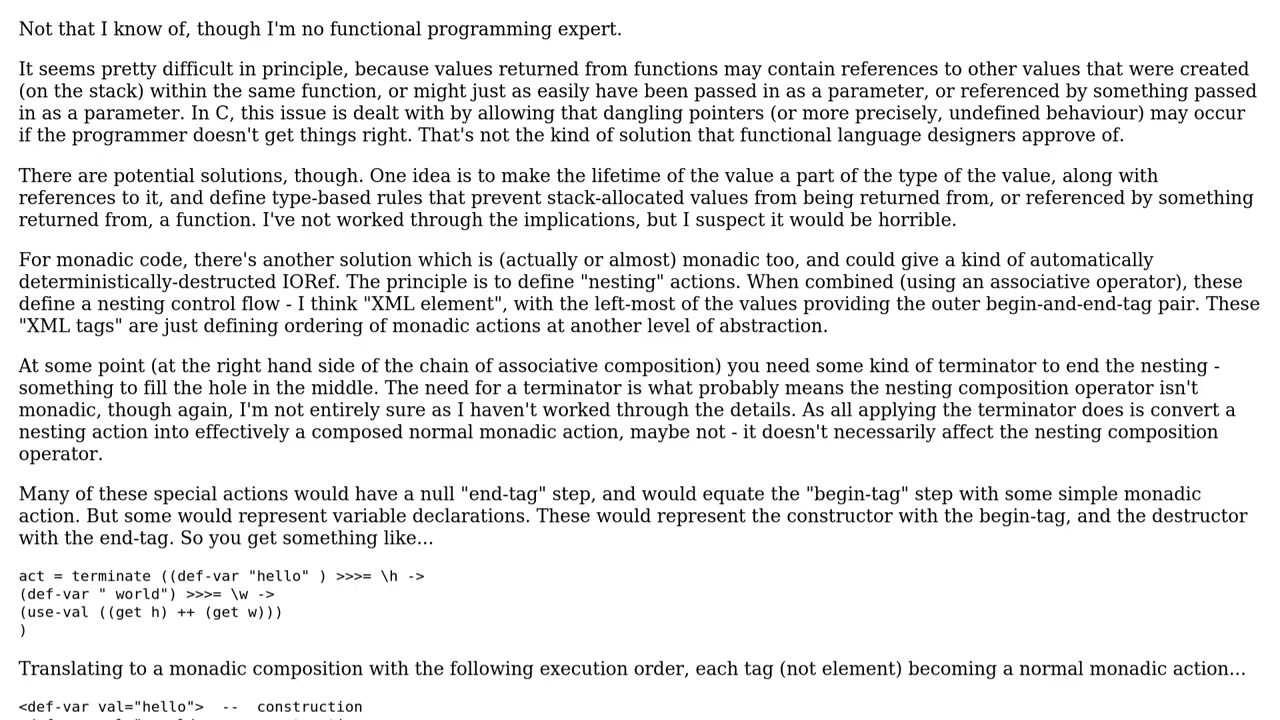 Not that I know of, though I'm no functional programming expert.
It seems pretty difficult in principle, because values returned from functions may contain references to other values that were created
(on the stack) within the same function, or might just as easily have been passed in as a parameter, or referenced by something passed
in as a parameter. In C, this issue is dealt with by allowing that dangling pointers (or more precisely, undefined behaviour) may occur
if the programmer doesn't get things right. That's not the kind of solution that functional language designers approve of.
There are potential solutions, though. One idea is to make the lifetime of the value a part of the type of the value, along with
references to it, and define type-based rules that prevent stack-allocated values from being returned from, or referenced by something
returned from, a function. I've not worked through the implications, but I suspect it would be horrible.
For monadic code, there's another solution which is (actually or almost) monadic too, and could give a kind of automatically
deterministically-destructed IORef. The principle is to define "nesting" actions. When combined (using an associative operator), these
define a nesting control flow - I think "XML element", with the left-most of the values providing the outer begin-and-end-tag pair. These
"XML tags" are just defining ordering of monadic actions at another level of abstraction.
At some point (at the right hand side of the chain of associative composition) you need some kind of terminator to end the nesting -
something to fill the hole in the middle. The need for a terminator is what probably means the nesting composition operator isn't
monadic, though again, I'm not entirely sure as I haven't worked through the details. As all applying the terminator does is convert a
nesting action into effectively a composed normal monadic action, maybe not - it doesn't necessarily affect the nesting composition
operator.
Many of these special actions would have a null "end-tag" step, and would equate the "begin-tag" step with some simple monadic
action. But some would represent variable declarations. These would represent the constructor with the begin-tag, and the destructor
with the end-tag. So you get something like...
act = terminate ((def-var "hello" ) >>>= \h ->
(def-var " world") >>>= \w ->
(use-val ((get h) ++ (get w)))
)
Translating to a monadic composition with the following execution order, each tag (not element) becoming a normal monadic action...
<def-var val="hello">  --  construction